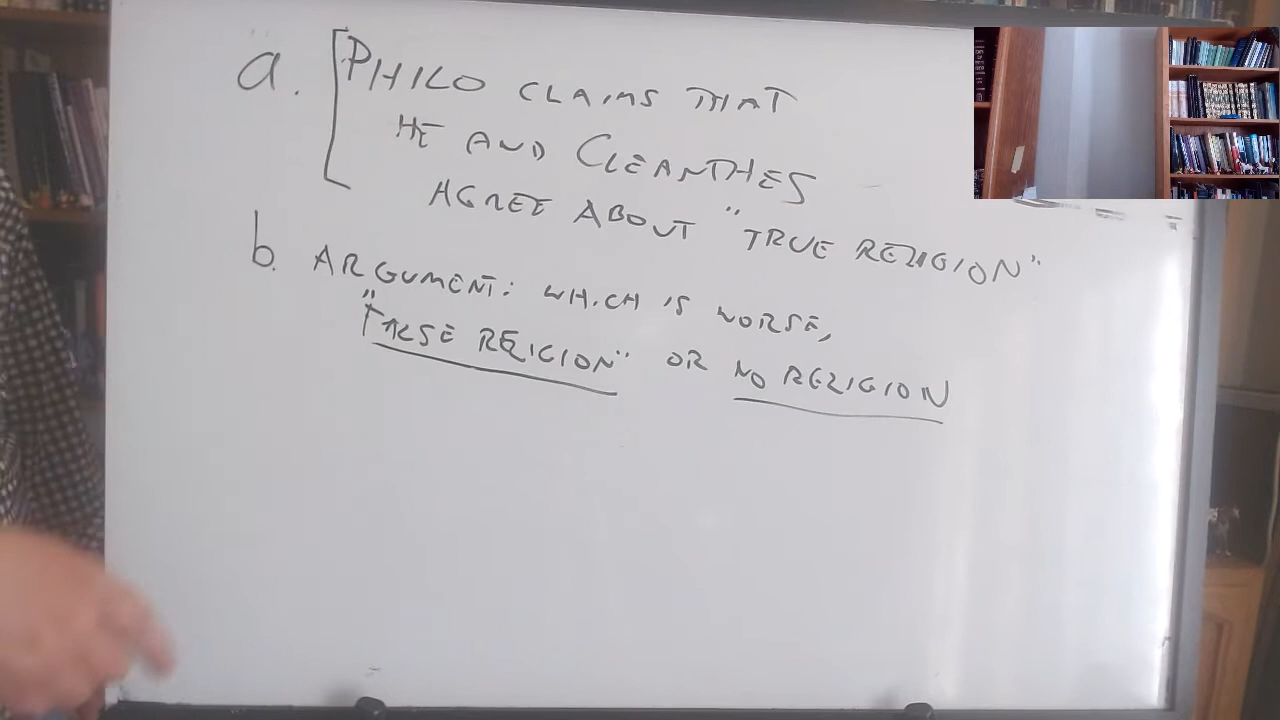 a. PHILO CLAIMS THAT
HE AND CLEANTHES
AGREE ABOUT "TRUE RELIGION"
b. ARGUMENT: WHICH IS WORSE,
"FALSE RELIGION" OR NO RELIGION